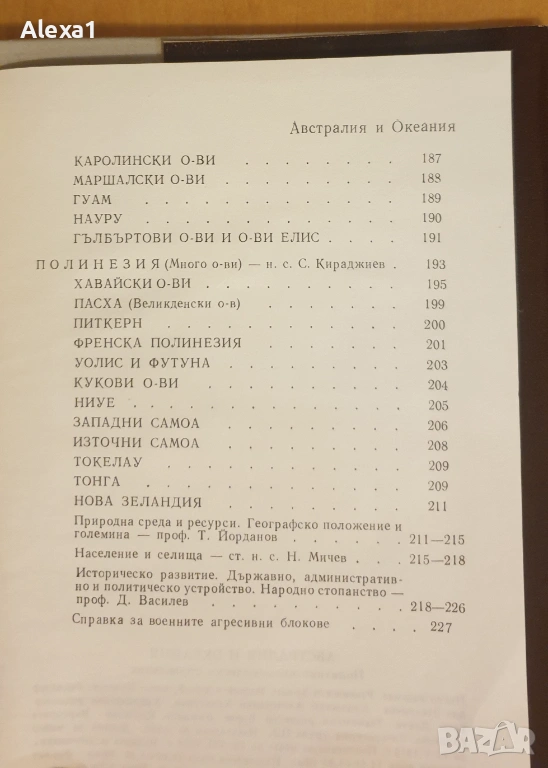 Alexa1
Австралия и Океания
КАРОЛИНСКИ О-ВИ . . . . . . . 187
МАРШАЛСКИ О-ВИ . . . . . . . . 188
ГУАМ . . . . . . . . . . . 189
НАУРУ . . . . . . . . . . . 190
ГЪЛБЪРТОВИ О-ВИ И О-ВИ ЕЛИС . . . . 191
ПОЛИНЕЗИЯ (Много о-ви) — н. с. С. Кираджиев . 193
ХАВАЙСКИ О-ВИ . . . . . . . . . 195
ПАСХА (Великденски о-в) . . . . . . . 199
ПИТКЕРН . . . . . . . . . . 200
ФРЕНСКА ПОЛИНЕЗИЯ . . . . . . . 201
УОЛИС И ФУТУНА . . . . . . . . 203
КУКОВИ О-ВИ . . . . . . . . . 204
НИУЕ . . . . . . . . . . . 205
ЗАПАДНИ САМОА . . . . . . . . . 206
ИЗТОЧНИ САМОА . . . . . . . . 208
ТОКЕЛАУ . . . . . . . . . . 209
ТОНГА . . . . . . . . . . . 209
НОВА ЗЕЛАНДИЯ . . . . . . . . . 211
Природна среда и ресурси. Географско положение и
големина — проф. Т. Йорданов . . . . . 211—215
Население и селища — ст. н. с. Н. Мичев . . . 215—218
Историческо развитие. Държавно, административ-
но и политическо устройство. Народно стопанство —
проф. Д. Василев . . . . . . . . 218—226
Справка за военните агресивни блокове . . . . 227
BAZAR